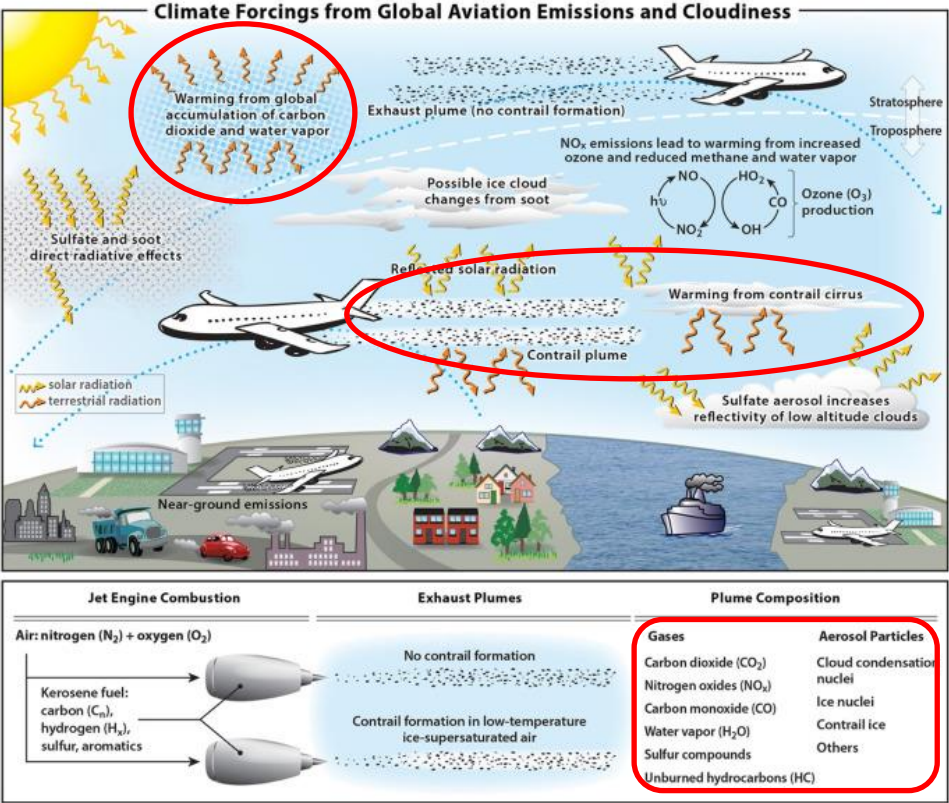 Climate Forcings from Global Aviation Emissions and Cloudiness
Warming from global
accumulation of carbon
dioxide and water vapor
Exhaust plume (no contrail formation)
Stratosphere
Troposphere
NOₓ emissions lead to warming from increased
ozone and reduced methane and water vapor
NO
HO₂
hυ
CO
NO₂
OH
Ozone (O₃)
production
Possible ice cloud
changes from soot
Sulfate and soot
direct radiative effects
Reflected solar radiation
Warming from contrail cirrus
Contrail plume
solar radiation
terrestrial radiation
Sulfate aerosol increases
reflectivity of low altitude clouds
Near-ground emissions
Jet Engine Combustion
Exhaust Plumes
Plume Composition
Air: nitrogen (N₂) + oxygen (O₂)
Kerosene fuel:
carbon (Cₙ),
hydrogen (Hₓ),
sulfur, aromatics
No contrail formation
Contrail formation in low-temperature
ice-supersaturated air
Gases
Carbon dioxide (CO₂)
Nitrogen oxides (NOₓ)
Carbon monoxide (CO)
Water vapor (H₂O)
Sulfur compounds
Unburned hydrocarbons (HC)
Aerosol Particles
Cloud condensation
nuclei
Ice nuclei
Contrail ice
Others